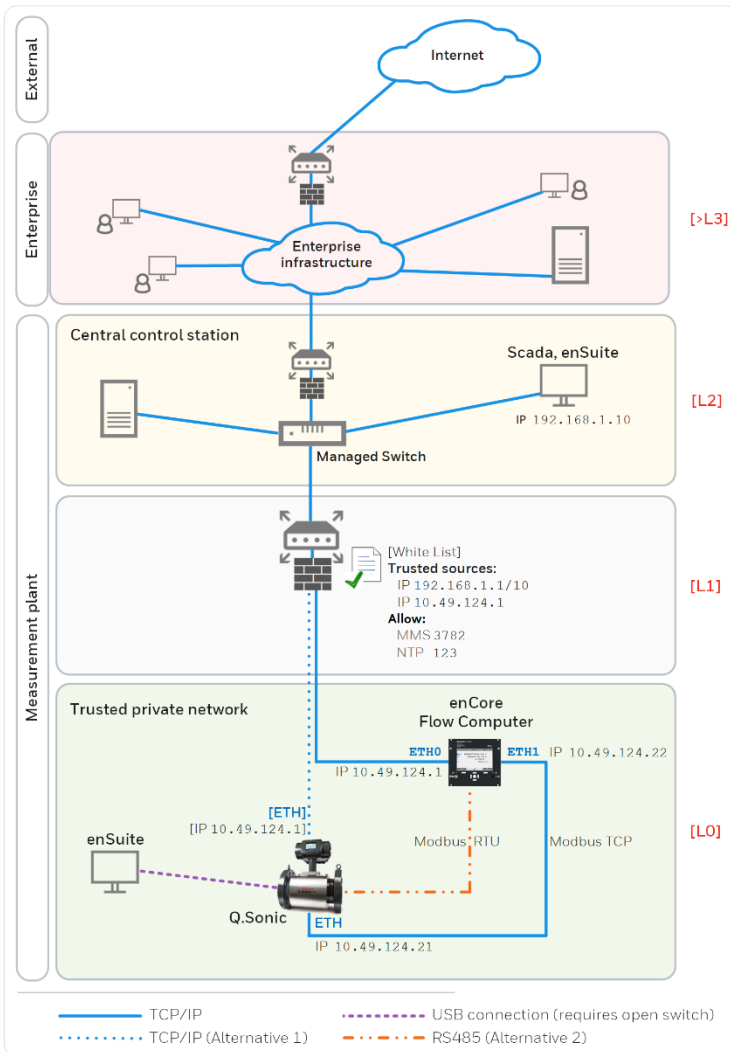 External
Internet
Enterprise
Enterprise
infrastructure
[>L3]
Measurement plant
Central control station
Scada, enSuite
IP 192.168.1.10
[L2]
Managed Switch
[White List]
Trusted sources:
IP 192.168.1.1/10
IP 10.49.124.1
Allow:
MMS 3782
NTP 123
[L1]
Trusted private network
enCore
Flow Computer
ETH0
ETH1
IP 10.49.124.22
IP 10.49.124.1
[ETH]
[IP 10.49.124.1]
enSuite
Modbus RTU
Modbus TCP
[L0]
Q.Sonic
ETH
IP 10.49.124.21
TCP/IP
USB connection (requires open switch)
TCP/IP (Alternative 1)
RS485 (Alternative 2)